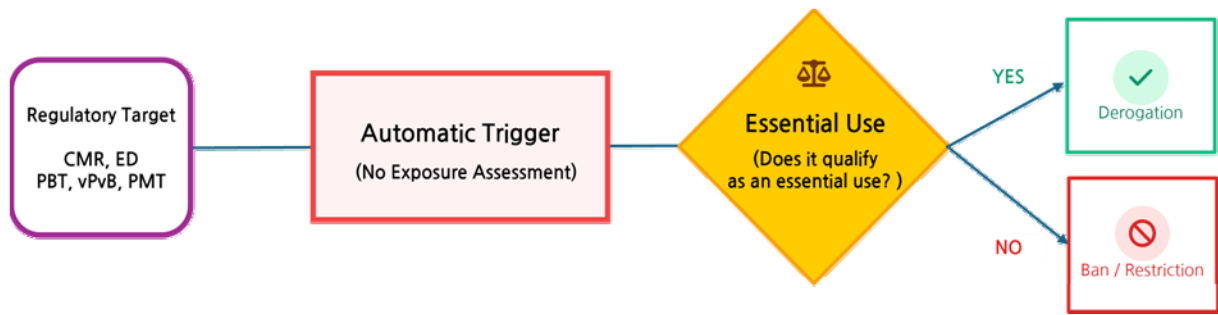 Regulatory Target
CMR, ED
PBT, vPvB, PMT
Automatic Trigger
(No Exposure Assessment)
Essential Use
(Does it qualify
as an essential use? )
YES
Derogation
NO
Ban / Restriction